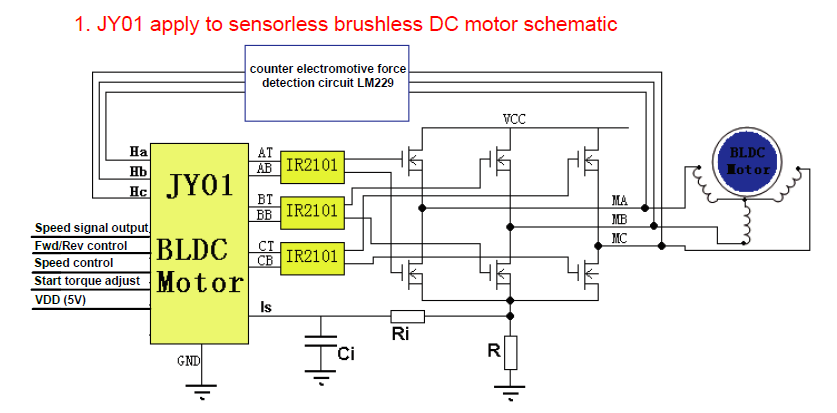 1. JY01 apply to sensorless brushless DC motor schematic
counter electromotive force
detection circuit LM229
VCC
BLDC
Motor
Ha
Hb
Hc
JY01
BLDC
Motor
AT
AB
IR2101
BT
BB
IR2101
CT
CB
IR2101
MA
MB
MC
Speed signal output
Fwd/Rev control
Speed control
Start torque adjust
VDD (5V)
Is
Ri
Ci
R
GND